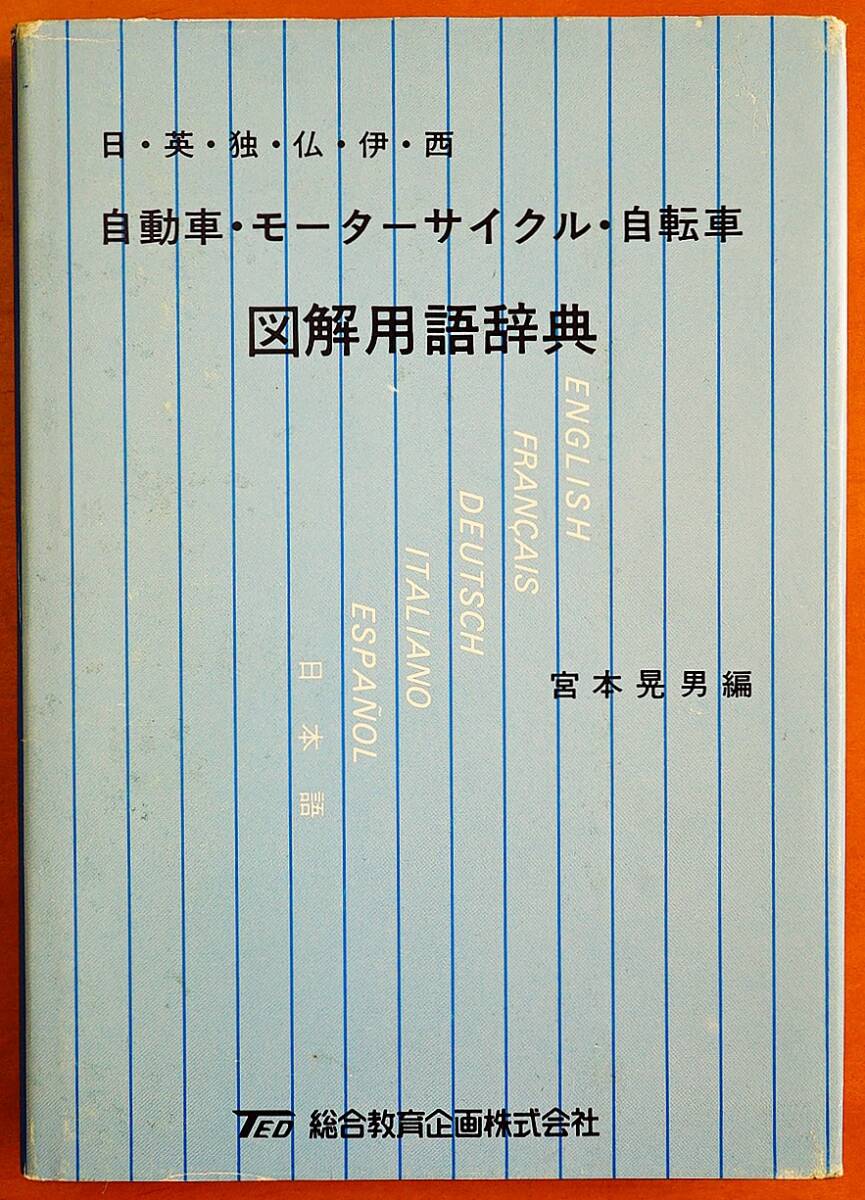 日・英・独・仏・伊・西
自動車・モーターサイクル・自転車
図解用語辞典
ENGLISH
FRANÇAIS
DEUTSCH
ITALIANO
ESPAÑOL
日本語
宮本晃男編
TED 総合教育企画株式会社